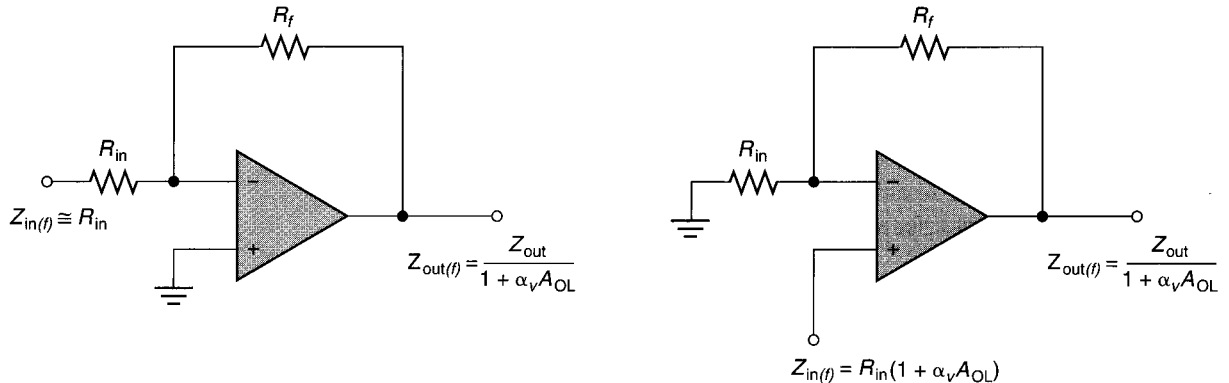 R_f
R_in
−
+
Z_in(f) ≅ R_in
Z_out(f) = Z_out / (1 + α_v A_OL)
R_f
R_in
−
+
Z_out(f) = Z_out / (1 + α_v A_OL)
Z_in(f) = R_in(1 + α_v A_OL)